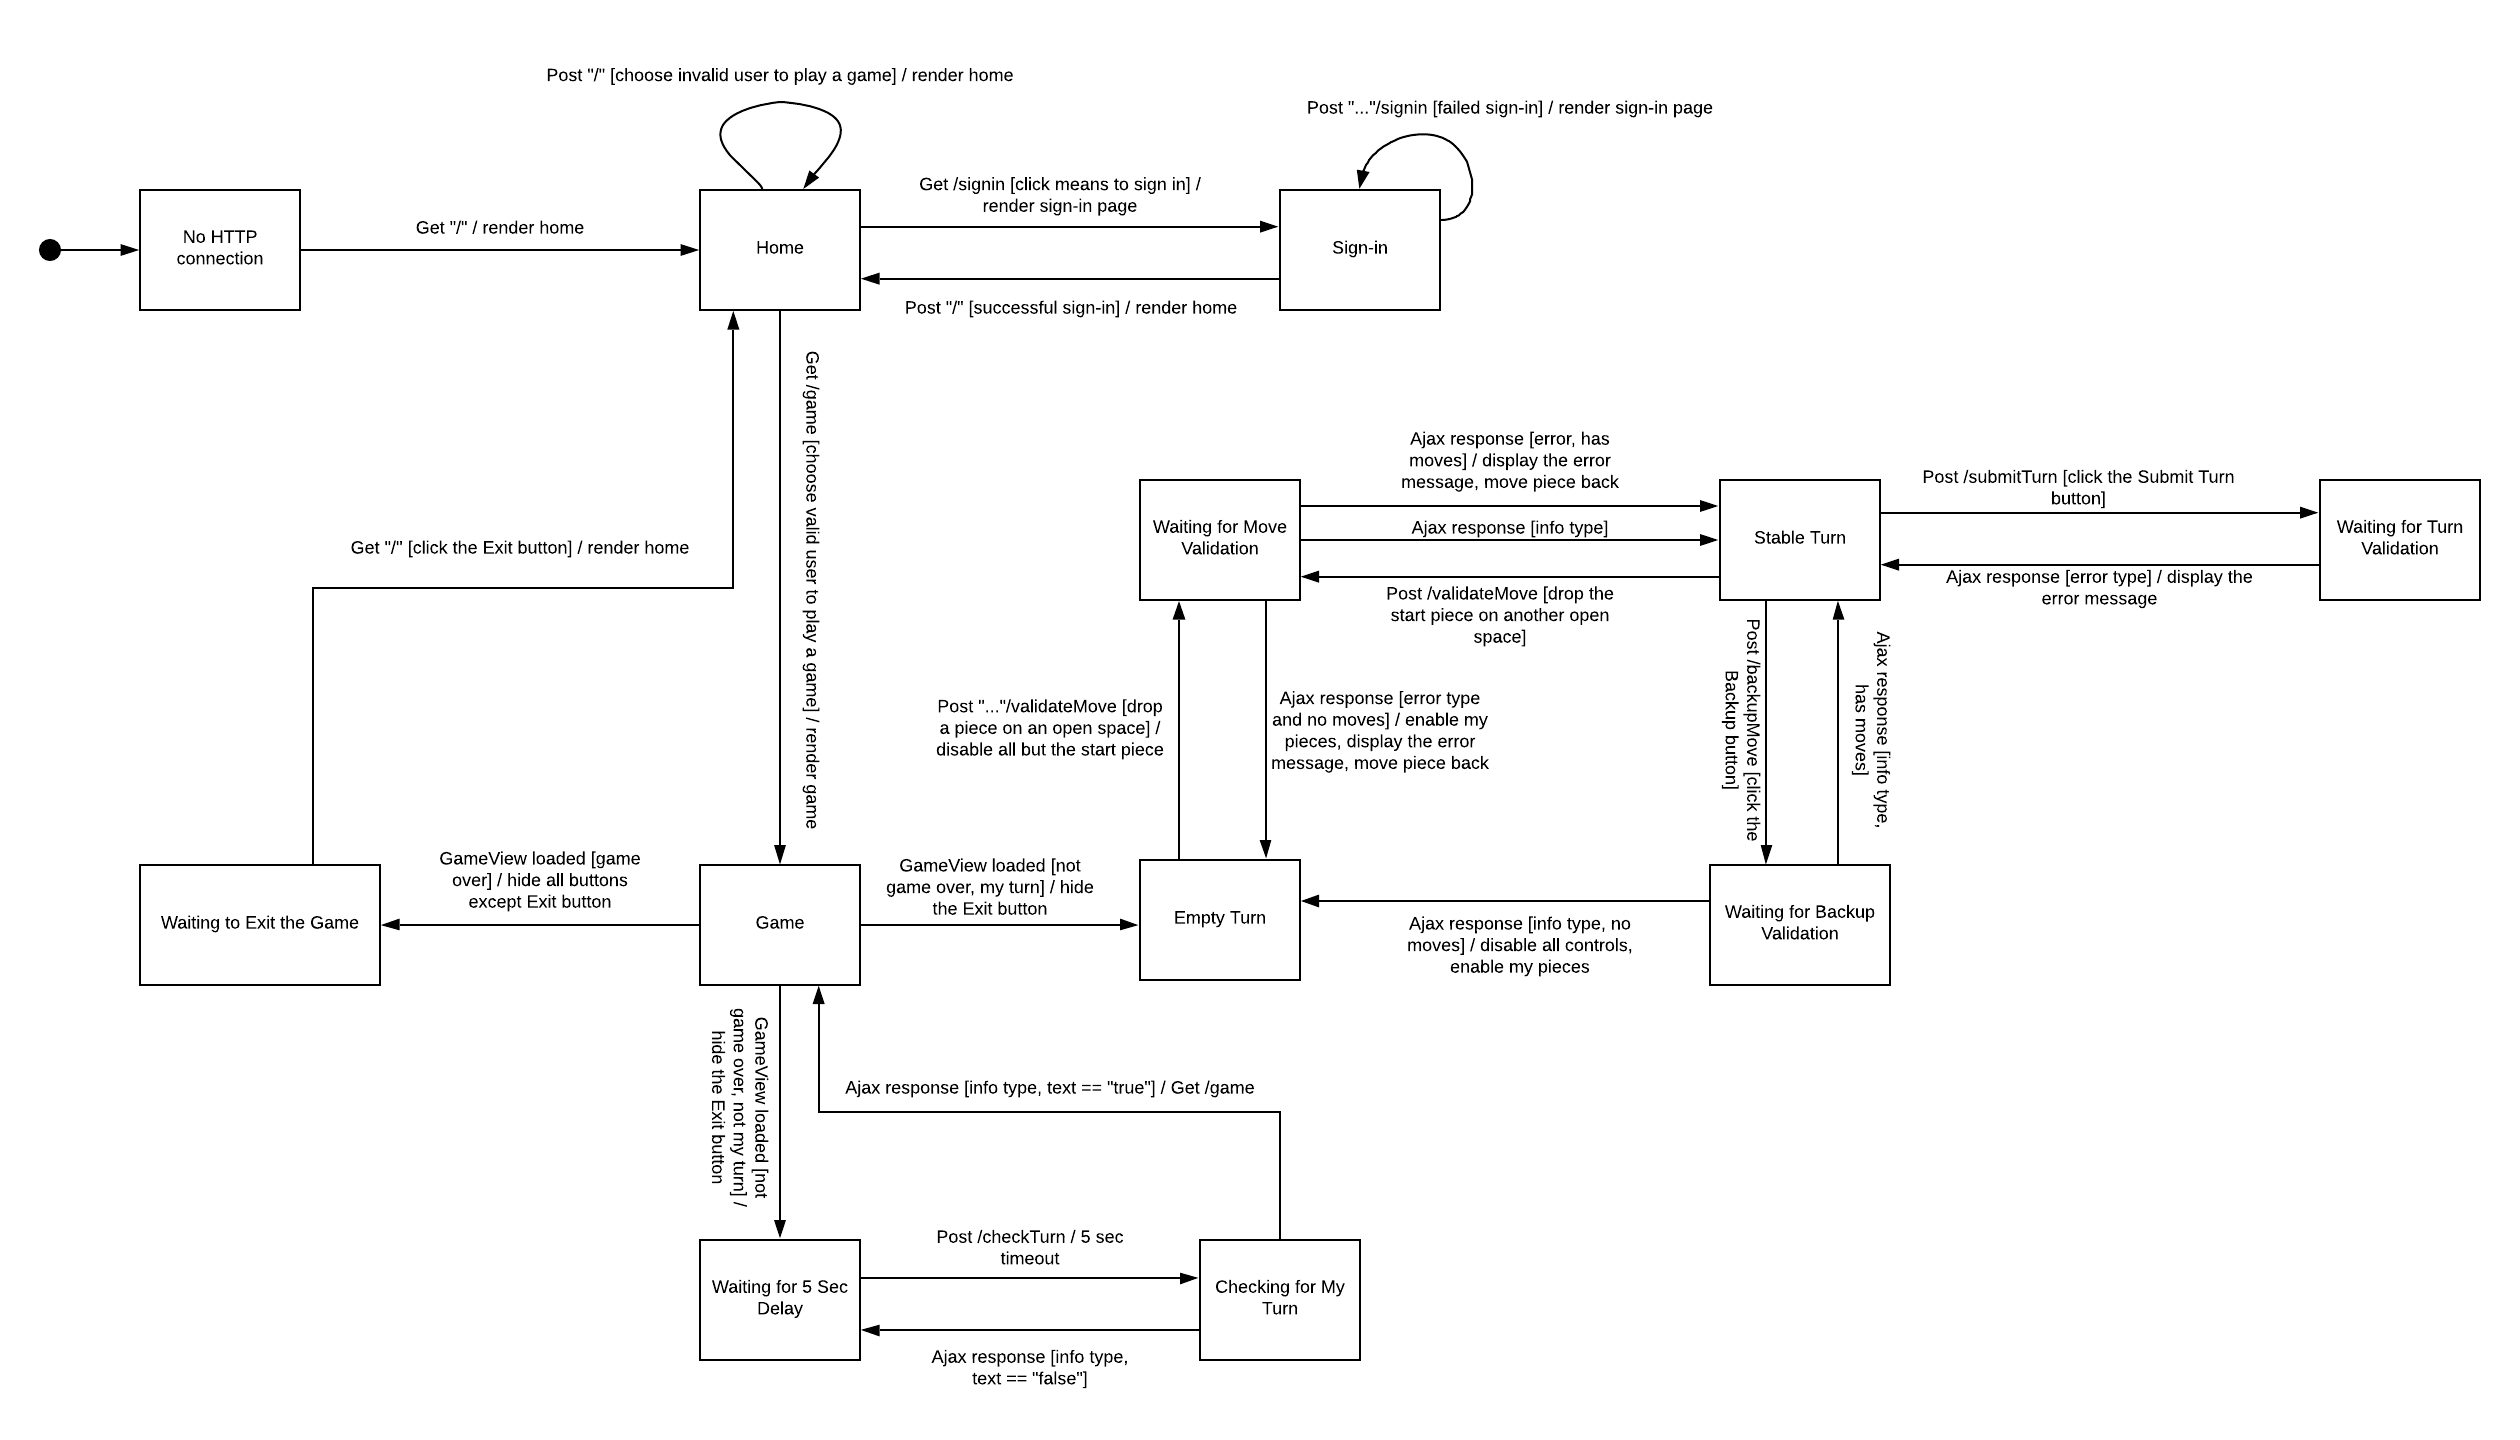 Post "/" [choose invalid user to play a game] / render home
Post "..."/signin [failed sign-in] / render sign-in page
No HTTP
connection
Get "/" / render home
Home
Get /signin [click means to sign in] /
render sign-in page
Sign-in
Post "/" [successful sign-in] / render home
Get /game [choose valid user to play a game] / render game
Get "/" [click the Exit button] / render home
Waiting for Move
Validation
Ajax response [error, has
moves] / display the error
message, move piece back
Ajax response [info type]
Post /validateMove [drop the
start piece on another open
space]
Stable Turn
Post /submitTurn [click the Submit Turn
button]
Ajax response [error type] / display the
error message
Waiting for Turn
Validation
Post "..."/validateMove [drop
a piece on an open space] /
disable all but the start piece
Ajax response [error type
and no moves] / enable my
pieces, display the error
message, move piece back
Post /backupMove [click the
Backup button]
Ajax response [info type,
has moves]
Waiting to Exit the Game
GameView loaded [game
over] / hide all buttons
except Exit button
Game
GameView loaded [not
game over, my turn] / hide
the Exit button
Empty Turn
Ajax response [info type, no
moves] / disable all controls,
enable my pieces
Waiting for Backup
Validation
GameView loaded [not
game over, not my turn] /
hide the Exit button
Ajax response [info type, text == "true"] / Get /game
Waiting for 5 Sec
Delay
Post /checkTurn / 5 sec
timeout
Ajax response [info type,
text == "false"]
Checking for My
Turn